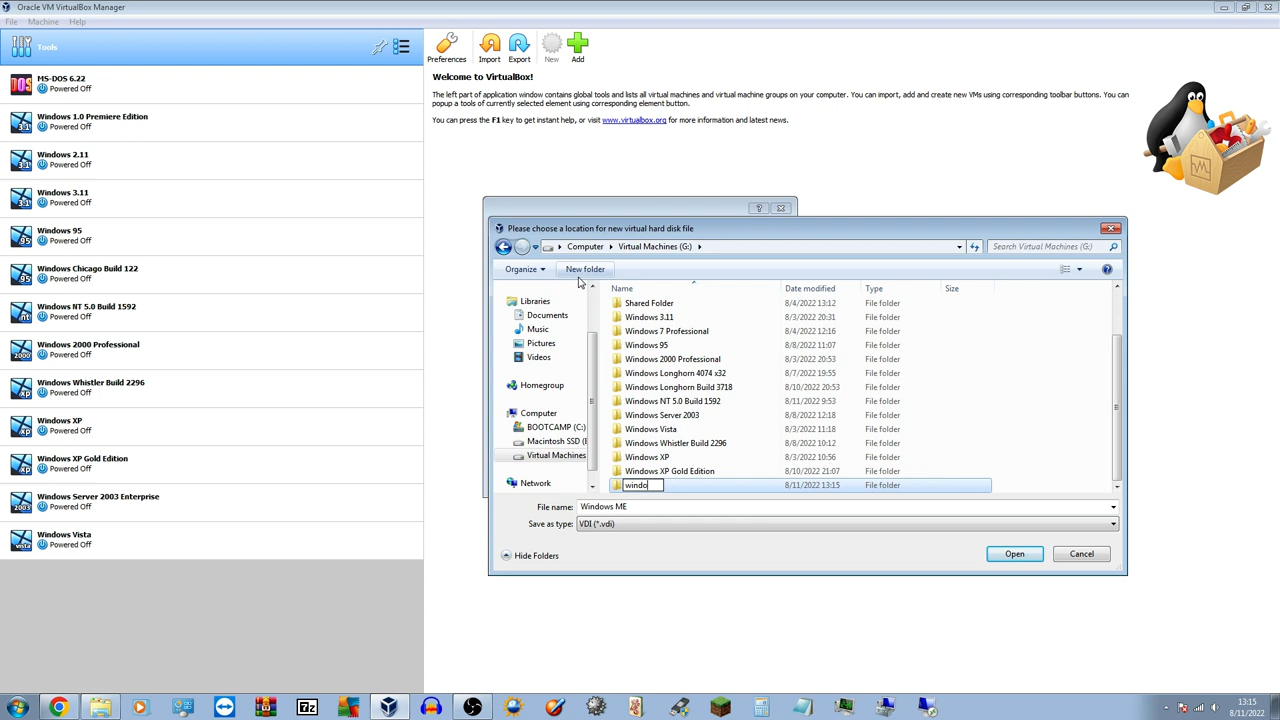 Oracle VM VirtualBox Manager
File Machine Help
Tools
MS-DOS 6.22
Powered Off
Windows 1.0 Premiere Edition
Powered Off
Windows 2.11
Powered Off
Windows 3.11
Powered Off
Windows 95
Powered Off
Windows Chicago Build 122
Powered Off
Windows NT 5.0 Build 1592
Powered Off
Windows 2000 Professional
Powered Off
Windows Whistler Build 2296
Powered Off
Windows XP
Powered Off
Windows XP Gold Edition
Powered Off
Windows Server 2003 Enterprise
Powered Off
Windows Vista
Powered Off
Preferences Import Export New Add
Welcome to VirtualBox!
The left part of application window contains global tools and lists all virtual machines and virtual machine groups on your computer. You can import, add and create new VMs using corresponding toolbar buttons. You
can popup a tools of currently selected element using corresponding element button.
You can press the F1 key to get instant help, or visit www.virtualbox.org for more information and latest news.
Please choose a location for new virtual hard disk file
Computer Virtual Machines (G:)
Search Virtual Machines (G:)
Organize New folder
Name Date modified Type Size
Libraries
Documents
Music
Pictures
Videos
Homegroup
Computer
BOOTCAMP (C:)
Macintosh SSD (
Virtual Machines
Network
Shared Folder 8/4/2022 13:12 File folder
Windows 3.11 8/3/2022 20:31 File folder
Windows 7 Professional 8/4/2022 12:16 File folder
Windows 95 8/8/2022 11:07 File folder
Windows 2000 Professional 8/3/2022 20:53 File folder
Windows Longhorn 4074 x32 8/7/2022 19:55 File folder
Windows Longhorn Build 3718 8/10/2022 20:53 File folder
Windows NT 5.0 Build 1592 8/11/2022 9:53 File folder
Windows Server 2003 8/8/2022 12:18 File folder
Windows Vista 8/3/2022 11:18 File folder
Windows Whistler Build 2296 8/8/2022 10:12 File folder
Windows XP 8/3/2022 10:56 File folder
Windows XP Gold Edition 8/10/2022 21:07 File folder
windo 8/11/2022 13:15 File folder
File name: Windows ME
Save as type: VDI (*.vdi)
Hide Folders
Open
Cancel
13:15
8/11/2022